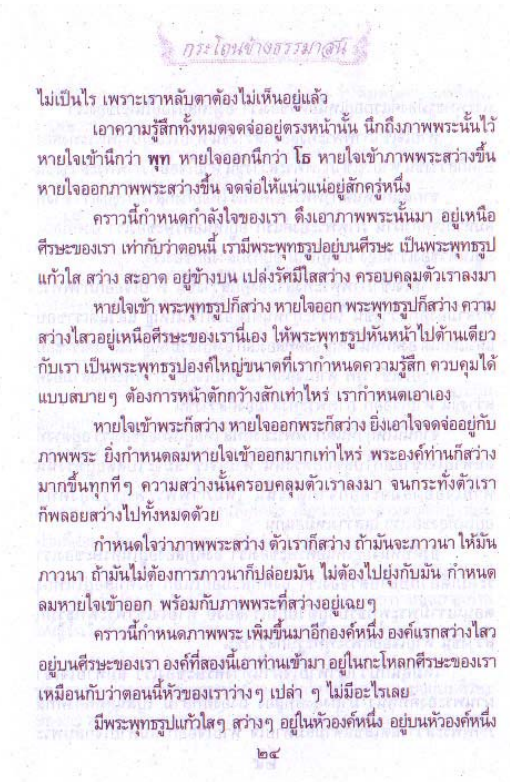 กระโถนข้างธรรมาสน์
ไม่เป็นไร เพราะเราหลับตาต้องไม่เห็นอยู่แล้ว
เอาความรู้สึกทั้งหมดจดจ่ออยู่ตรงหน้านั้น นึกถึงภาพพระนั้นไว้
หายใจเข้านึกว่า พุท หายใจออกนึกว่า โธ หายใจเข้าภาพพระสว่างขึ้น
หายใจออกภาพพระสว่างขึ้น จดจ่อให้แน่วแน่อยู่สักครู่หนึ่ง
คราวนี้กำหนดกำลังใจของเรา ดึงเอาภาพพระนั้นมา อยู่เหนือ
ศีรษะของเรา เท่ากับว่าตอนนี้ เรามีพระพุทธรูปอยู่บนศีรษะ เป็นพระพุทธรูป
แก้วใส สว่าง สะอาด อยู่ข้างบน เปล่งรัศมีใสสว่าง ครอบคลุมตัวเราลงมา
หายใจเข้า พระพุทธรูปก็สว่าง หายใจออก พระพุทธรูปก็สว่าง ความ
สว่างไสวอยู่เหนือศีรษะของเรานี่เอง ให้พระพุทธรูปหันหน้าไปด้านเดียว
กับเรา เป็นพระพุทธรูปองค์ใหญ่ขนาดที่เรากำหนดความรู้สึก ควบคุมได้
แบบสบายๆ ต้องการหน้าตักกว้างสักเท่าไหร่ เรากำหนดเอาเอง
หายใจเข้าพระก็สว่าง หายใจออกพระก็สว่าง ยิ่งเอาใจจดจ่ออยู่กับ
ภาพพระ ยิ่งกำหนดลมหายใจเข้าออกมากเท่าไหร่ พระองค์ท่านก็สว่าง
มากขึ้นทุกทีๆ ความสว่างนั้นครอบคลุมตัวเราลงมา จนกระทั่งตัวเรา
ก็พลอยสว่างไปทั้งหมดด้วย
กำหนดใจว่าภาพพระสว่าง ตัวเราก็สว่าง ถ้ามันจะภาวนา ให้มัน
ภาวนา ถ้ามันไม่ต้องการภาวนาก็ปล่อยมัน ไม่ต้องไปยุ่งกับมัน กำหนด
ลมหายใจเข้าออก พร้อมกับภาพพระที่สว่างอยู่เฉยๆ
คราวนี้กำหนดภาพพระ เพิ่มขึ้นมาอีกองค์หนึ่ง องค์แรกสว่างไสว
อยู่บนศีรษะของเรา องค์ที่สองนี้เอาท่านเข้ามา อยู่ในกะโหลกศีรษะของเรา
เหมือนกับว่าตอนนี้หัวของเราว่างๆ เปล่า ๆ ไม่มีอะไรเลย
มีพระพุทธรูปแก้วใสๆ สว่างๆ อยู่ในหัวองค์หนึ่ง อยู่บนหัวองค์หนึ่ง
๒๔